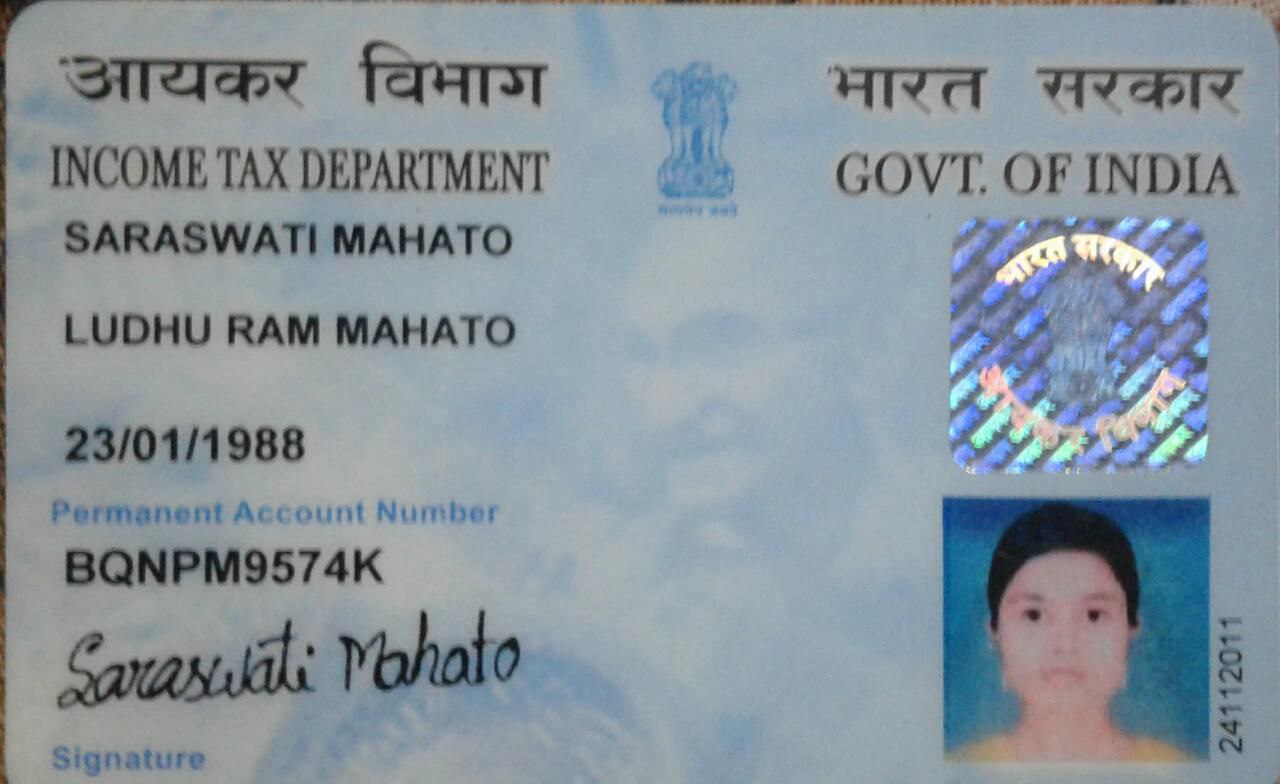 आयकर विभाग
भारत सरकार
INCOME TAX DEPARTMENT
GOVT. OF INDIA
SARASWATI MAHATO
LUDHU RAM MAHATO
23/01/1988
Permanent Account Number
BQNPM9574K
Saraswati Mahato
Signature
सत्यमेव जयते
भारत सरकार
आयकर विभाग
24112011